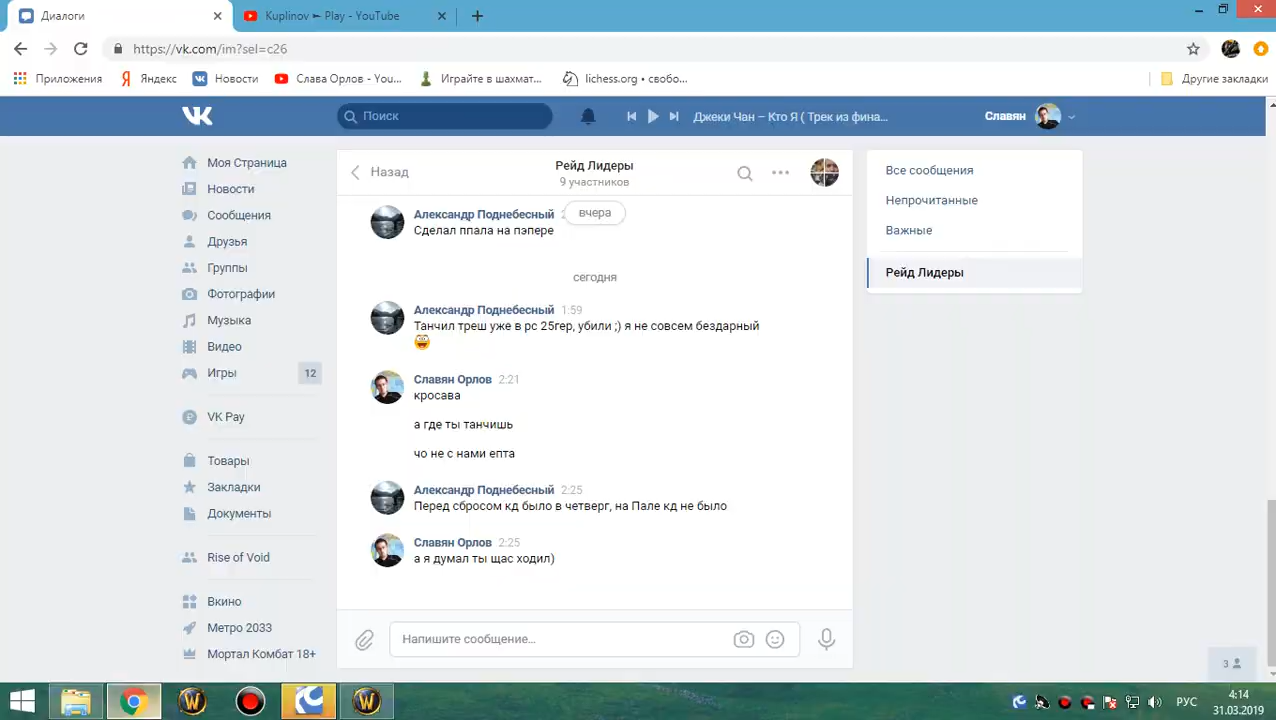 Диалоги
Kuplinov ► Play - YouTube
https://vk.com/im?sel=c26
Приложения
Яндекс
Новости
Слава Орлов - You...
Играйте в шахмат...
lichess.org • свобо...
Другие закладки
Поиск
Джеки Чан – Кто Я ( Трек из фина...
Славян
Моя Страница
Новости
Сообщения
Друзья
Группы
Фотографии
Музыка
Видео
Игры 12
VK Pay
Товары
Закладки
Документы
Rise of Void
Вкино
Метро 2033
Мортал Комбат 18+
Назад
Рейд Лидеры
9 участников
Александр Поднебесный
вчера
Сделал ппала на пэпере
сегодня
Александр Поднебесный 1:59
Танчил треш уже в рс 25гер, убили ;) я не совсем бездарный
Славян Орлов 2:21
кросава
а где ты танчишь
чо не с нами епта
Александр Поднебесный 2:25
Перед сбросом кд было в четверг, на Пале кд не было
Славян Орлов 2:25
а я думал ты щас ходил)
Напишите сообщение...
Все сообщения
Непрочитанные
Важные
Рейд Лидеры
3
РУС
4:14
31.03.2019